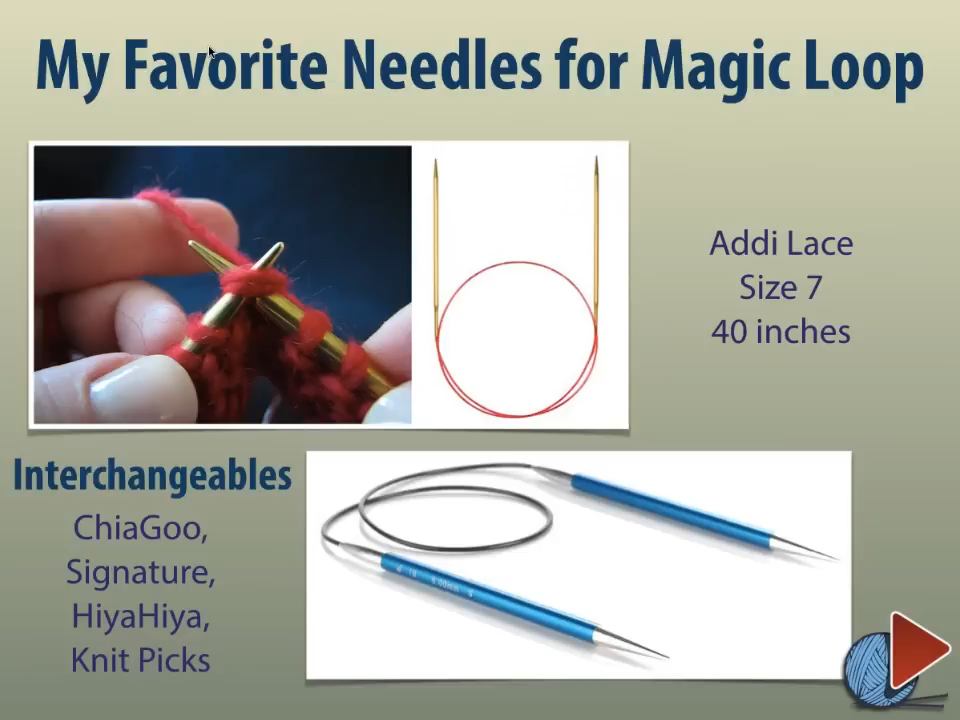 My Favorite Needles for Magic Loop
Addi Lace
Size 7
40 inches
Interchangeables
ChiaGoo,
Signature,
HiyaHiya,
Knit Picks